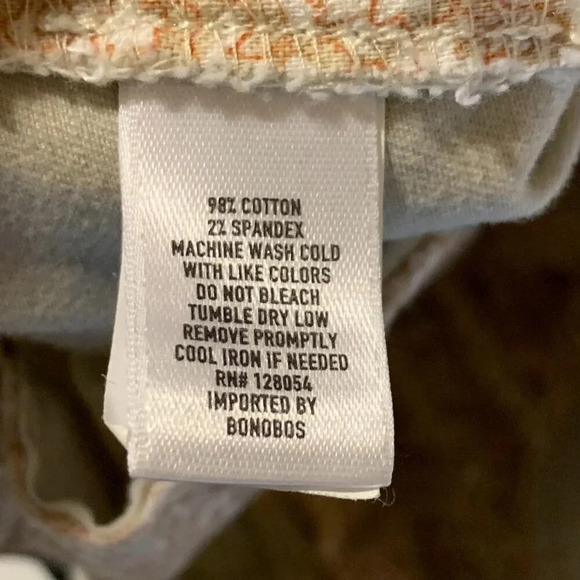 98% COTTON
2% SPANDEX
MACHINE WASH COLD
WITH LIKE COLORS
DO NOT BLEACH
TUMBLE DRY LOW
REMOVE PROMPTLY
COOL IRON IF NEEDED
RN# 128054
IMPORTED BY
BONOBOS